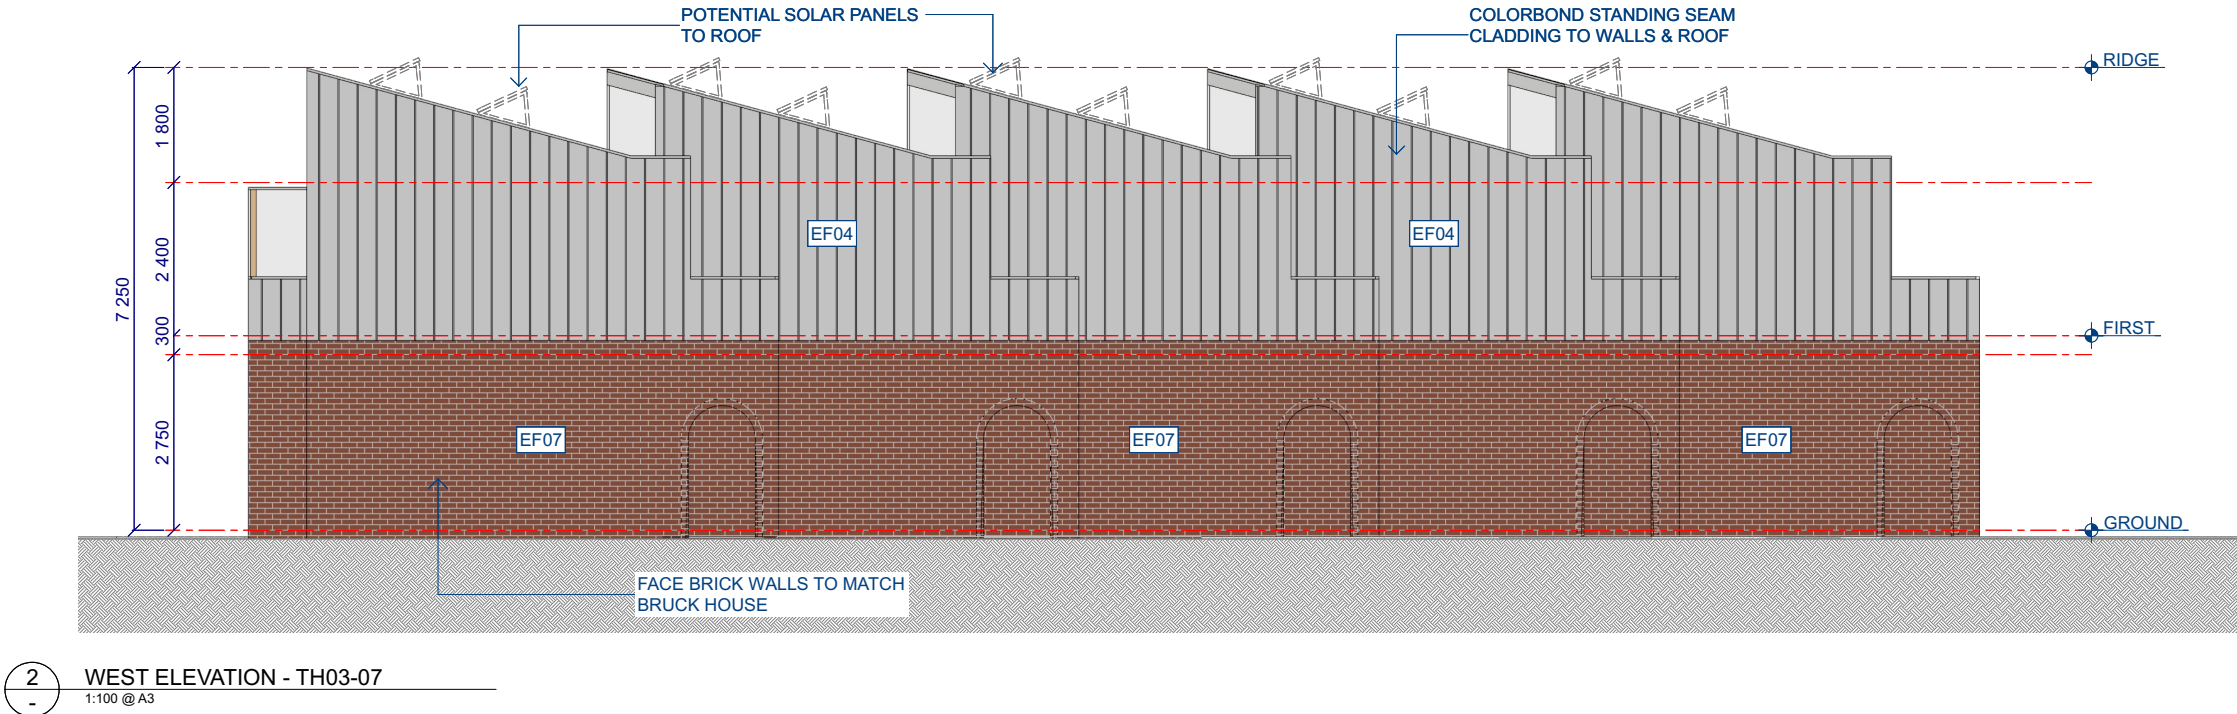 POTENTIAL SOLAR PANELS
TO ROOF
COLORBOND STANDING SEAM
CLADDING TO WALLS & ROOF
RIDGE
1 800
EF04
EF04
2 400
7 250
300
FIRST
2 750
EF07
EF07
EF07
GROUND
FACE BRICK WALLS TO MATCH
BRUCK HOUSE
2
-
WEST ELEVATION - TH03-07
1:100 @ A3